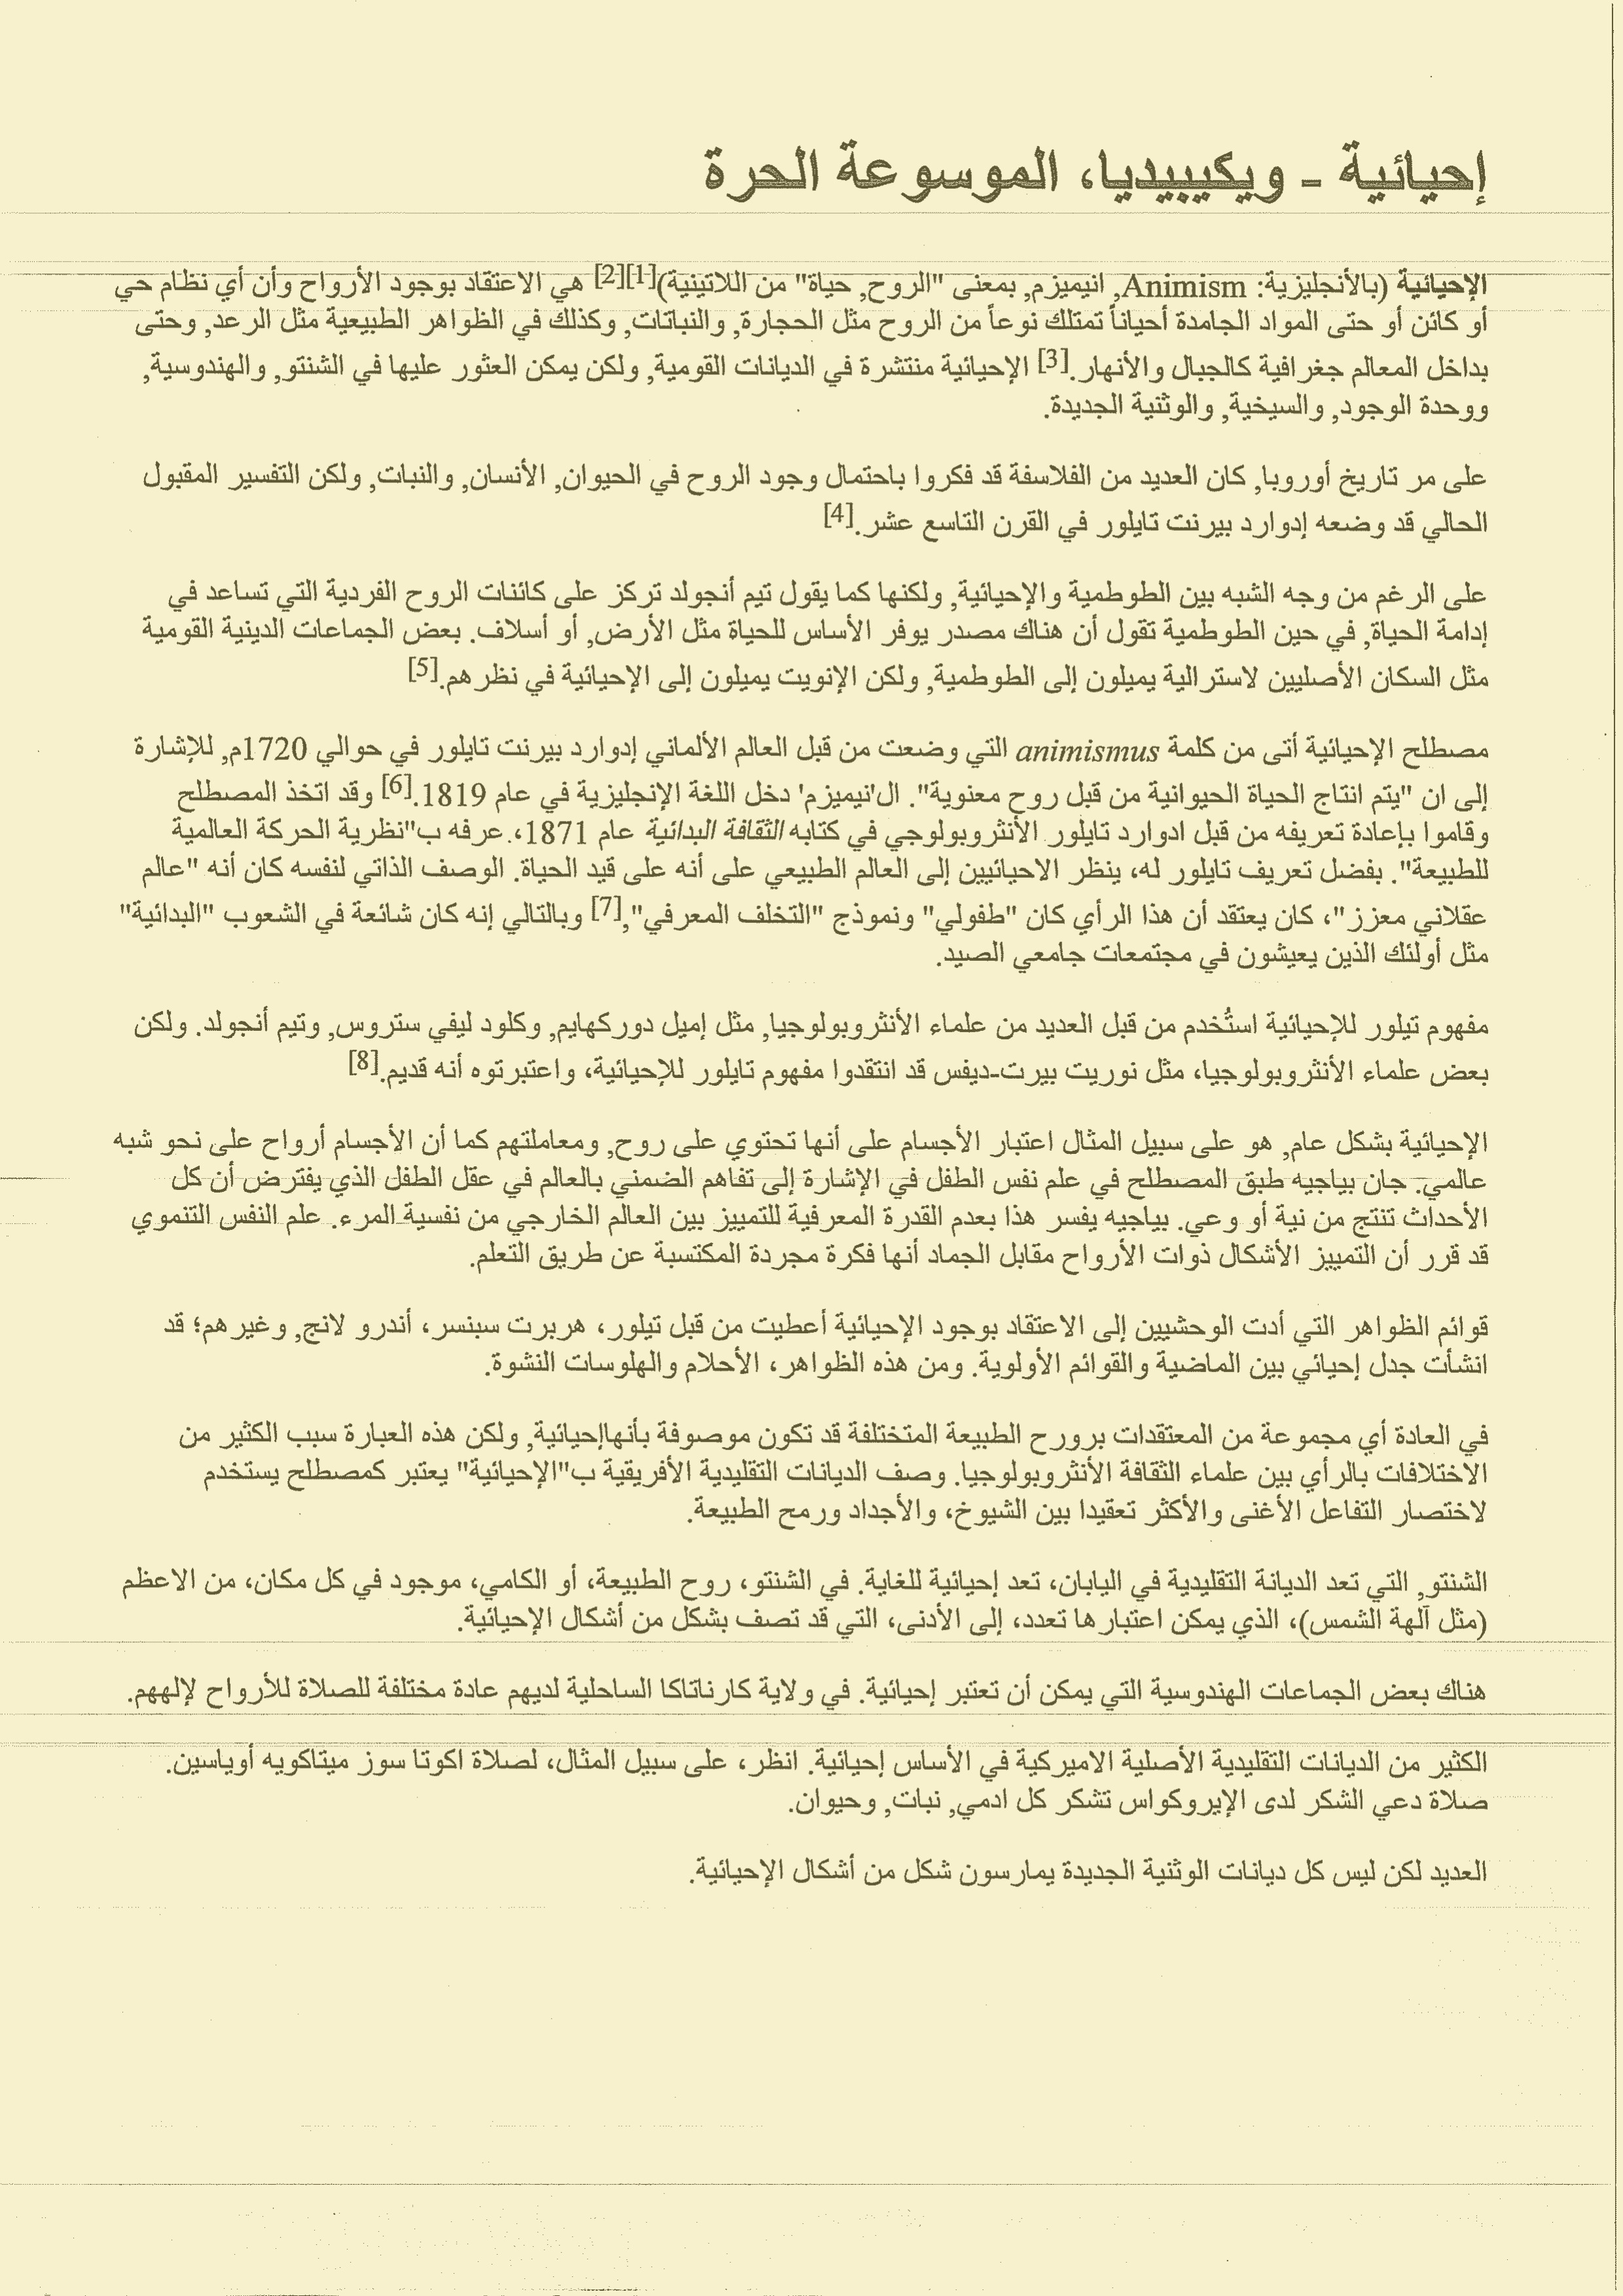 إحيائية - ويكيبيديا، الموسوعة الحرة
الإحيائية (بالأنجليزية: Animism, انيميزم, بمعنى "الروح, حياة" من اللاتينية)[1][2] هي الاعتقاد بوجود الأرواح وأن أي نظام حي
أو كائن أو حتى المواد الجامدة أحياناً تمتلك نوعاً من الروح مثل الحجارة, والنباتات, وكذلك في الظواهر الطبيعية مثل الرعد, وحتى
بداخل المعالم جغرافية كالجبال والأنهار.[3] الإحيائية منتشرة في الديانات القومية, ولكن يمكن العثور عليها في الشنتو, والهندوسية,
ووحدة الوجود, والسيخية, والوثنية الجديدة.
على مر تاريخ أوروبا, كان العديد من الفلاسفة قد فكروا باحتمال وجود الروح في الحيوان, الأنسان, والنبات, ولكن التفسير المقبول
الحالي قد وضعه إدوارد بيرنت تايلور في القرن التاسع عشر.[4]
على الرغم من وجه الشبه بين الطوطمية والإحيائية, ولكنها كما يقول تيم أنجولد تركز على كائنات الروح الفردية التي تساعد في
إدامة الحياة, في حين الطوطمية تقول أن هناك مصدر يوفر الأساس للحياة مثل الأرض, أو أسلاف. بعض الجماعات الدينية القومية
مثل السكان الأصليين لاسترالية يميلون إلى الطوطمية, ولكن الإنويت يميلون إلى الإحيائية في نظرهم.[5]
مصطلح الإحيائية أتى من كلمة animismus التي وضعت من قبل العالم الألماني إدوارد بيرنت تايلور في حوالي 1720م, للإشارة
إلى ان "يتم انتاج الحياة الحيوانية من قبل روح معنوية". ال'نيميزم' دخل اللغة الإنجليزية في عام 1819.[6] وقد اتخذ المصطلح
وقاموا بإعادة تعريفه من قبل ادوارد تايلور الأنثروبولوجي في كتابه الثقافة البدائية عام 1871،. عرفه ب"نظرية الحركة العالمية
للطبيعة". بفضل تعريف تايلور له، ينظر الاحيائيين إلى العالم الطبيعي على أنه على قيد الحياة. الوصف الذاتي لنفسه كان أنه "عالم
عقلاني معزز"، كان يعتقد أن هذا الرأي كان "طفولي" ونموذج "التخلف المعرفي",[7] وبالتالي إنه كان شائعة في الشعوب "البدائية"
مثل أولئك الذين يعيشون في مجتمعات جامعي الصيد.
مفهوم تيلور للإحيائية استُخدم من قبل العديد من علماء الأنثروبولوجيا, مثل إميل دوركهايم, وكلود ليفي ستروس, وتيم أنجولد. ولكن
بعض علماء الأنثروبولوجيا، مثل نوريت بيرت-ديفس قد انتقدوا مفهوم تايلور للإحيائية، واعتبرتوه أنه قديم.[8]
الإحيائية بشكل عام, هو على سبيل المثال اعتبار الأجسام على أنها تحتوي على روح, ومعاملتهم كما أن الأجسام أرواح على نحو شبه
عالمي. جان بياجيه طبق المصطلح في علم نفس الطفل في الإشارة إلى تفاهم الضمني بالعالم في عقل الطفل الذي يفترض أن كل
الأحداث تنتج من نية أو وعي. بياجيه يفسر هذا بعدم القدرة المعرفية للتمييز بين العالم الخارجي من نفسية المرء. علم النفس التنموي
قد قرر أن التمييز الأشكال ذوات الأرواح مقابل الجماد أنها فكرة مجردة المكتسبة عن طريق التعلم.
قوائم الظواهر التي أدت الوحشيين إلى الاعتقاد بوجود الإحيائية أعطيت من قبل تيلور، هربرت سبنسر، أندرو لانج, وغيرهم؛ قد
انشأت جدل إحيائي بين الماضية والقوائم الأولوية. ومن هذه الظواهر، الأحلام والهلوسات النشوة.
في العادة أي مجموعة من المعتقدات برورح الطبيعة المتختلفة قد تكون موصوفة بأنهاإحيائية, ولكن هذه العبارة سبب الكثير من
الاختلافات بالرأي بين علماء الثقافة الأنثروبولوجيا. وصف الديانات التقليدية الأفريقية ب"الإحيائية" يعتبر كمصطلح يستخدم
لاختصار التفاعل الأغنى والأكثر تعقيدا بين الشيوخ، والأجداد ورمح الطبيعة.
الشنتو, التي تعد الديانة التقليدية في اليابان، تعد إحيائية للغاية. في الشنتو، روح الطبيعة، أو الكامي، موجود في كل مكان، من الاعظم
(مثل آلهة الشمس)، الذي يمكن اعتبارها تعدد، إلى الأدنى، التي قد تصف بشكل من أشكال الإحيائية.
هناك بعض الجماعات الهندوسية التي يمكن أن تعتبر إحيائية. في ولاية كارناتاكا الساحلية لديهم عادة مختلفة للصلاة للأرواح لإلههم.
الكثير من الديانات التقليدية الأصلية الاميركية في الأساس إحيائية. انظر، على سبيل المثال، لصلاة اكوتا سوز ميتاكويه أوياسين.
صلاة دعي الشكر لدى الإيروكواس تشكر كل ادمي, نبات, وحيوان.
العديد لكن ليس كل ديانات الوثنية الجديدة يمارسون شكل من أشكال الإحيائية.